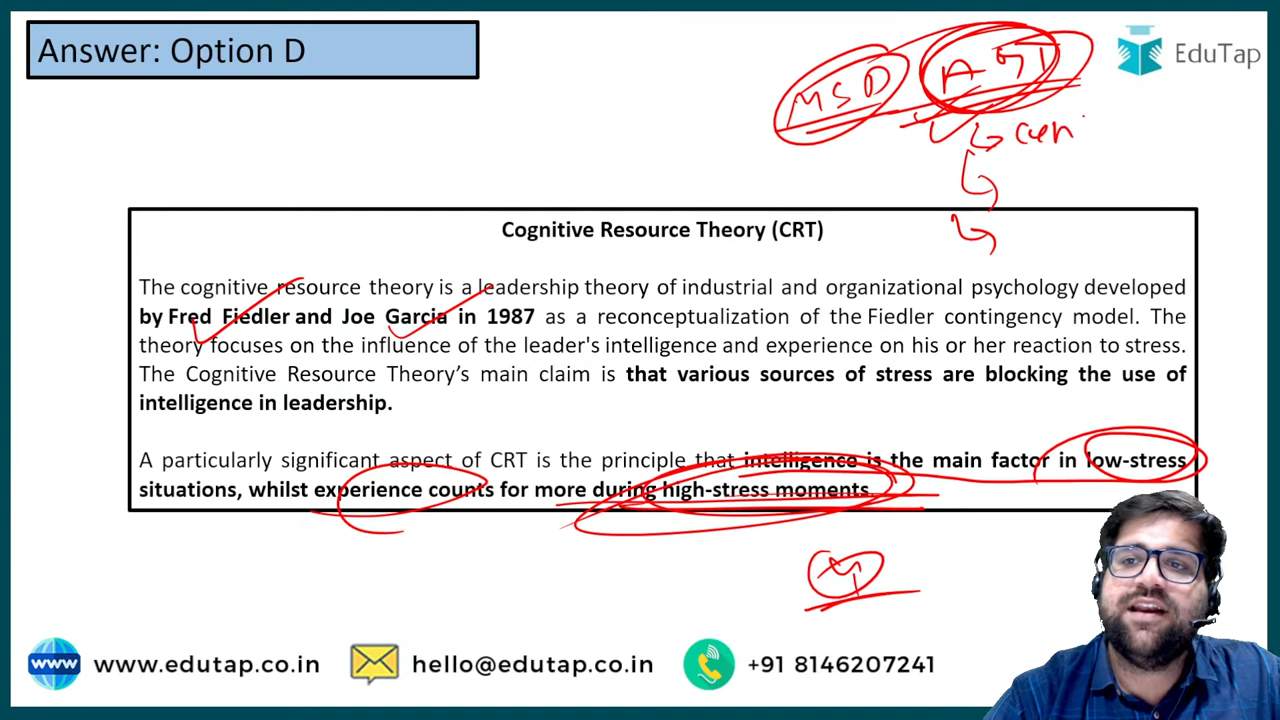 Answer: Option D
MSD
EduTap
Cognitive Resource Theory (CRT)
The cognitive resource theory is a leadership theory of industrial and organizational psychology developed
by Fred Fiedler and Joe Garcia in 1987 as a reconceptualization of the Fiedler contingency model. The
theory focuses on the influence of the leader's intelligence and experience on his or her reaction to stress.
The Cognitive Resource Theory’s main claim is that various sources of stress are blocking the use of
intelligence in leadership.
A particularly significant aspect of CRT is the principle that intelligence is the main factor in low-stress
situations, whilst experience counts for more during high-stress moments.
www
www.edutap.co.in
hello@edutap.co.in
+91 8146207241